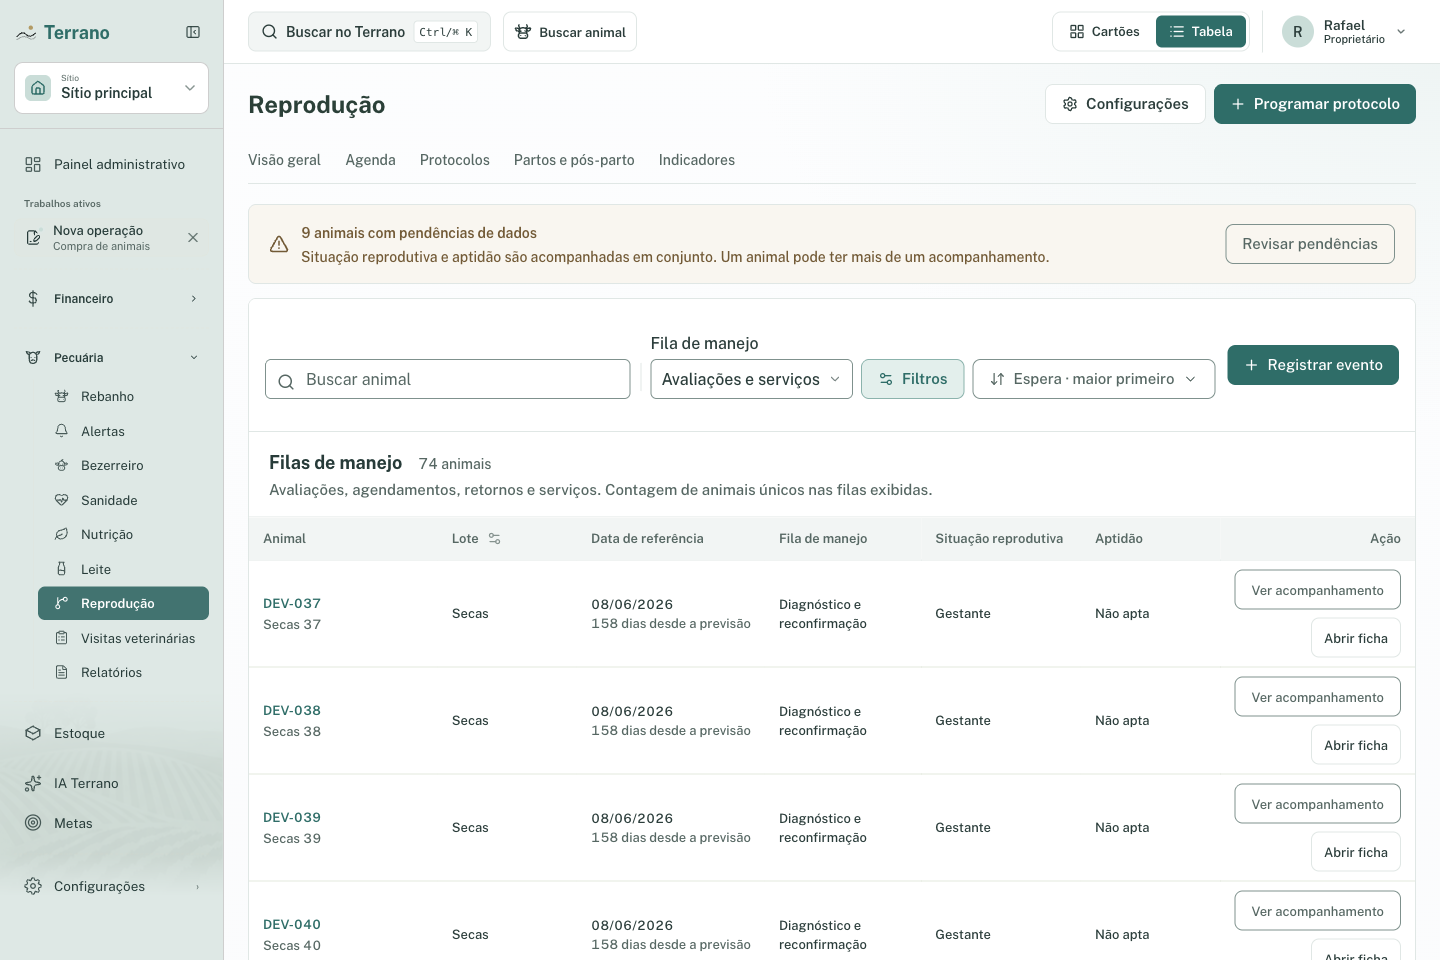 Terrano
Sítio
Sítio principal
Painel administrativo
Trabalhos ativos
Nova operação
Compra de animais
Financeiro
Pecuária
Rebanho
Alertas
Bezerreiro
Sanidade
Nutrição
Leite
Reprodução
Visitas veterinárias
Relatórios
Estoque
IA Terrano
Metas
Configurações
Buscar no Terrano Ctrl/⌘ K
Buscar animal
Cartões
Tabela
R
Rafael
Proprietário
Reprodução
Configurações
Programar protocolo
Visão geral Agenda Protocolos Partos e pós-parto Indicadores
9 animais com pendências de dados
Situação reprodutiva e aptidão são acompanhadas em conjunto. Um animal pode ter mais de um acompanhamento.
Revisar pendências
Buscar animal
Fila de manejo
Avaliações e serviços
Filtros
Espera · maior primeiro
Registrar evento
Filas de manejo 74 animais
Avaliações, agendamentos, retornos e serviços. Contagem de animais únicos nas filas exibidas.
Animal Lote Data de referência Fila de manejo Situação reprodutiva Aptidão Ação
DEV-037
Secas 37
Secas
08/06/2026
158 dias desde a previsão
Diagnóstico e
reconfirmação
Gestante
Não apta
Ver acompanhamento
Abrir ficha
DEV-038
Secas 38
Secas
08/06/2026
158 dias desde a previsão
Diagnóstico e
reconfirmação
Gestante
Não apta
Ver acompanhamento
Abrir ficha
DEV-039
Secas 39
Secas
08/06/2026
158 dias desde a previsão
Diagnóstico e
reconfirmação
Gestante
Não apta
Ver acompanhamento
Abrir ficha
DEV-040
Secas 40
Secas
08/06/2026
158 dias desde a previsão
Diagnóstico e
reconfirmação
Gestante
Não apta
Ver acompanhamento
Abrir ficha